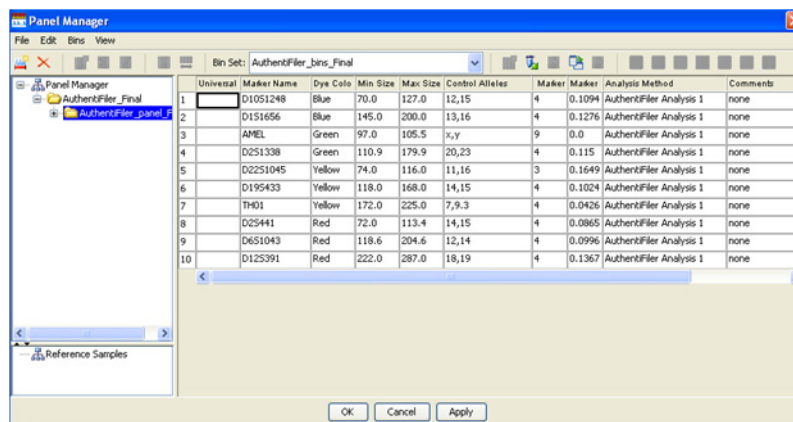 Panel Manager
File Edit Bins View
Bin Set: AuthentiFiler_bins_Final
Panel Manager
AuthentiFiler_Final
AuthentiFiler_panel_F
Universal Marker Name Dye Colo Min Size Max Size Control Alleles Marker Marker Analysis Method Comments
1 D10S1248 Blue 70.0 127.0 12,15 4 0.1094 AuthentiFiler Analysis 1 none
2 D1S1656 Blue 145.0 200.0 13,16 4 0.1276 AuthentiFiler Analysis 1 none
3 AMEL Green 97.0 105.5 x,y 9 0.0 AuthentiFiler Analysis 1 none
4 D2S1338 Green 110.9 179.9 20,23 4 0.115 AuthentiFiler Analysis 1 none
5 D22S1045 Yellow 74.0 116.0 11,16 3 0.1649 AuthentiFiler Analysis 1 none
6 D19S433 Yellow 118.0 168.0 14,15 4 0.1024 AuthentiFiler Analysis 1 none
7 TH01 Yellow 172.0 225.0 7,9.3 4 0.0426 AuthentiFiler Analysis 1 none
8 D2S441 Red 72.0 113.4 14,15 4 0.0865 AuthentiFiler Analysis 1 none
9 D6S1043 Red 118.6 204.6 12,14 4 0.0996 AuthentiFiler Analysis 1 none
10 D12S391 Red 222.0 287.0 18,19 4 0.1367 AuthentiFiler Analysis 1 none
Reference Samples
OK Cancel Apply